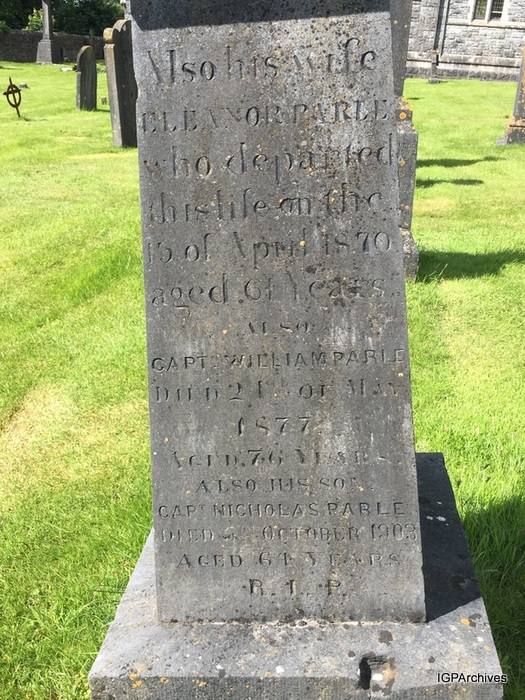 Also his wife
ELEANOR PARLE
who departed
this life on the
15 of April 1870
aged 61 Years.
ALSO
CAPT. WILLIAM PARLE
DIED 21ST OF MAY
1877
AGED 76 YEARS
ALSO HIS SON
CAPT NICHOLAS PARLE
DIED OCTOBER 1903
AGED 64 YEARS
R.I.P.
IGPArchives